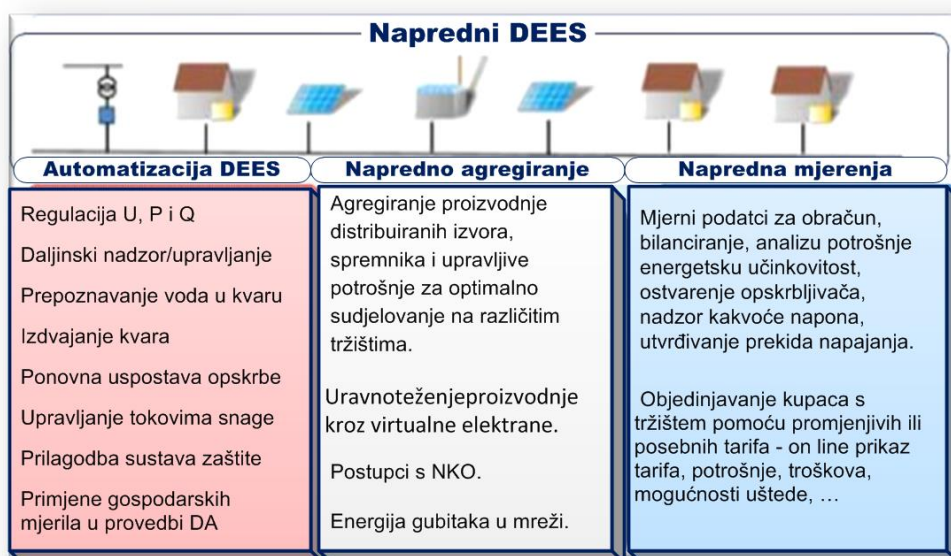 Napredni DEES
Automatizacija DEES
Regulacija U, P i Q
Daljinski nadzor/upravljanje
Prepoznavanje voda u kvaru
Izdvajanje kvara
Ponovna uspostava opskrbe
Upravljanje tokovima snage
Prilagodba sustava zaštite
Primjene gospodarskih
mjerila u provedbi DA
Napredno agregiranje
Agregiranje proizvodnje
distribuiranih izvora,
spremnika i upravljive
potrošnje za optimalno
sudjelovanje na različitim
tržištima.
Uravnoteženjeproizvodnje
kroz virtualne elektrane.
Postupci s NKO.
Energija gubitaka u mreži.
Napredna mjerenja
Mjerni podatci za obračun,
bilanciranje, analizu potrošnje
energetsku učinkovitost,
ostvarenje opskrbljivača,
nadzor kakvoće napona,
utvrđivanje prekida napajanja.
Objedinjavanje kupaca s
tržištem pomoću promjenjivih ili
posebnih tarifa - on line prikaz
tarifa, potrošnje, troškova,
mogućnosti uštede, …